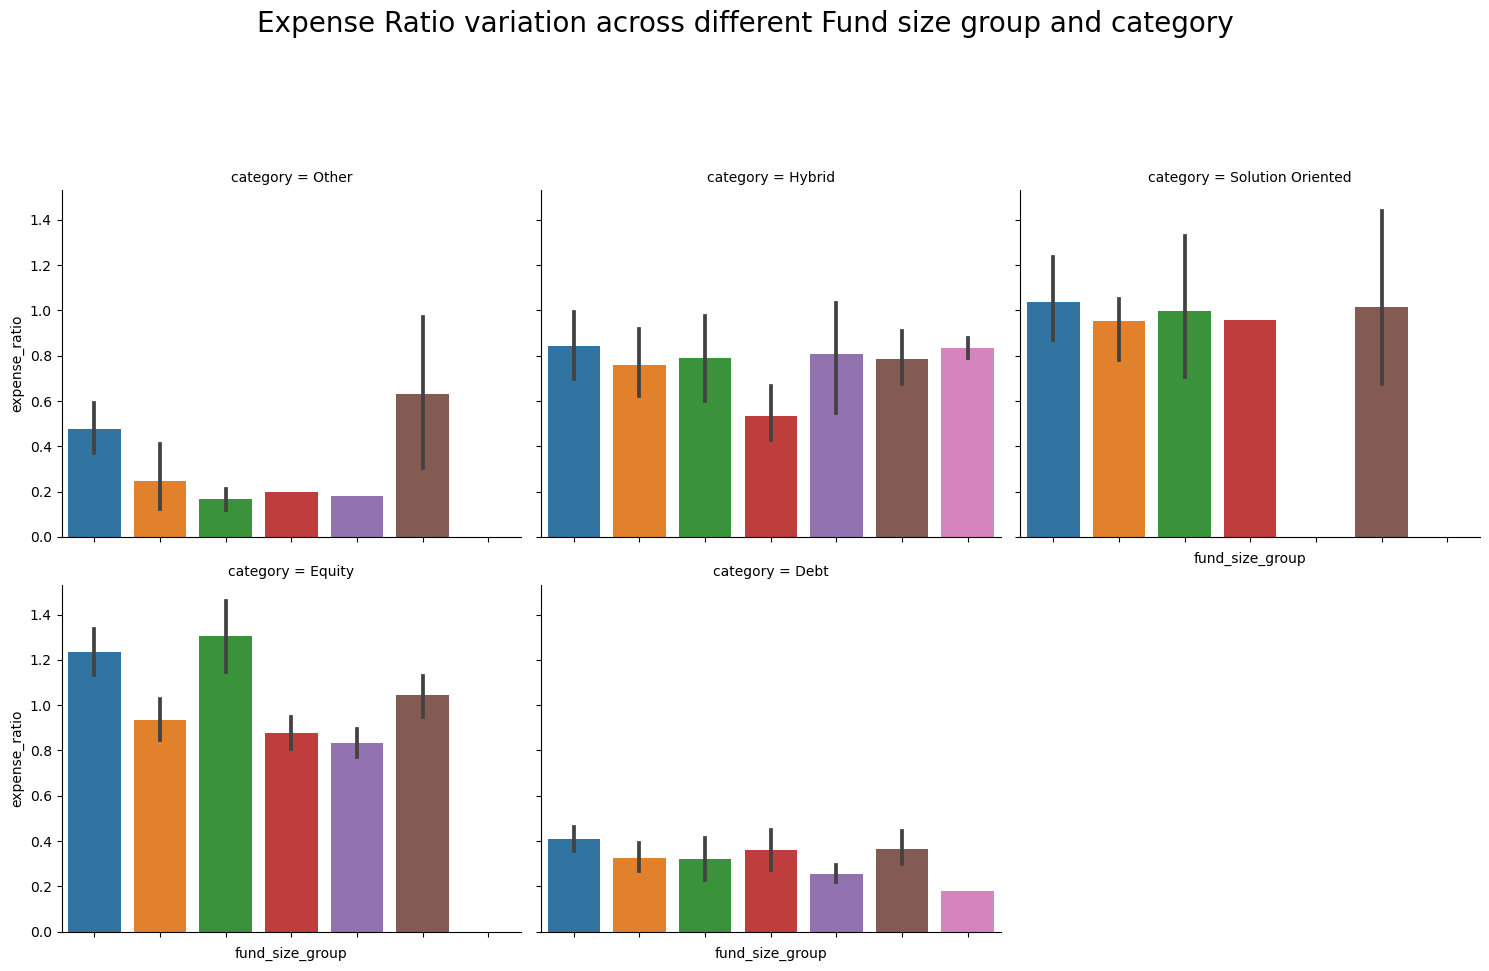 Expense Ratio variation across different Fund size group and category
category = Other
category = Hybrid
category = Solution Oriented
1.4
1.2
1.0
0.8
0.6
0.4
0.2
0.0
expense_ratio
fund_size_group
category = Equity
category = Debt
1.4
1.2
1.0
0.8
0.6
0.4
0.2
0.0
expense_ratio
fund_size_group
fund_size_group